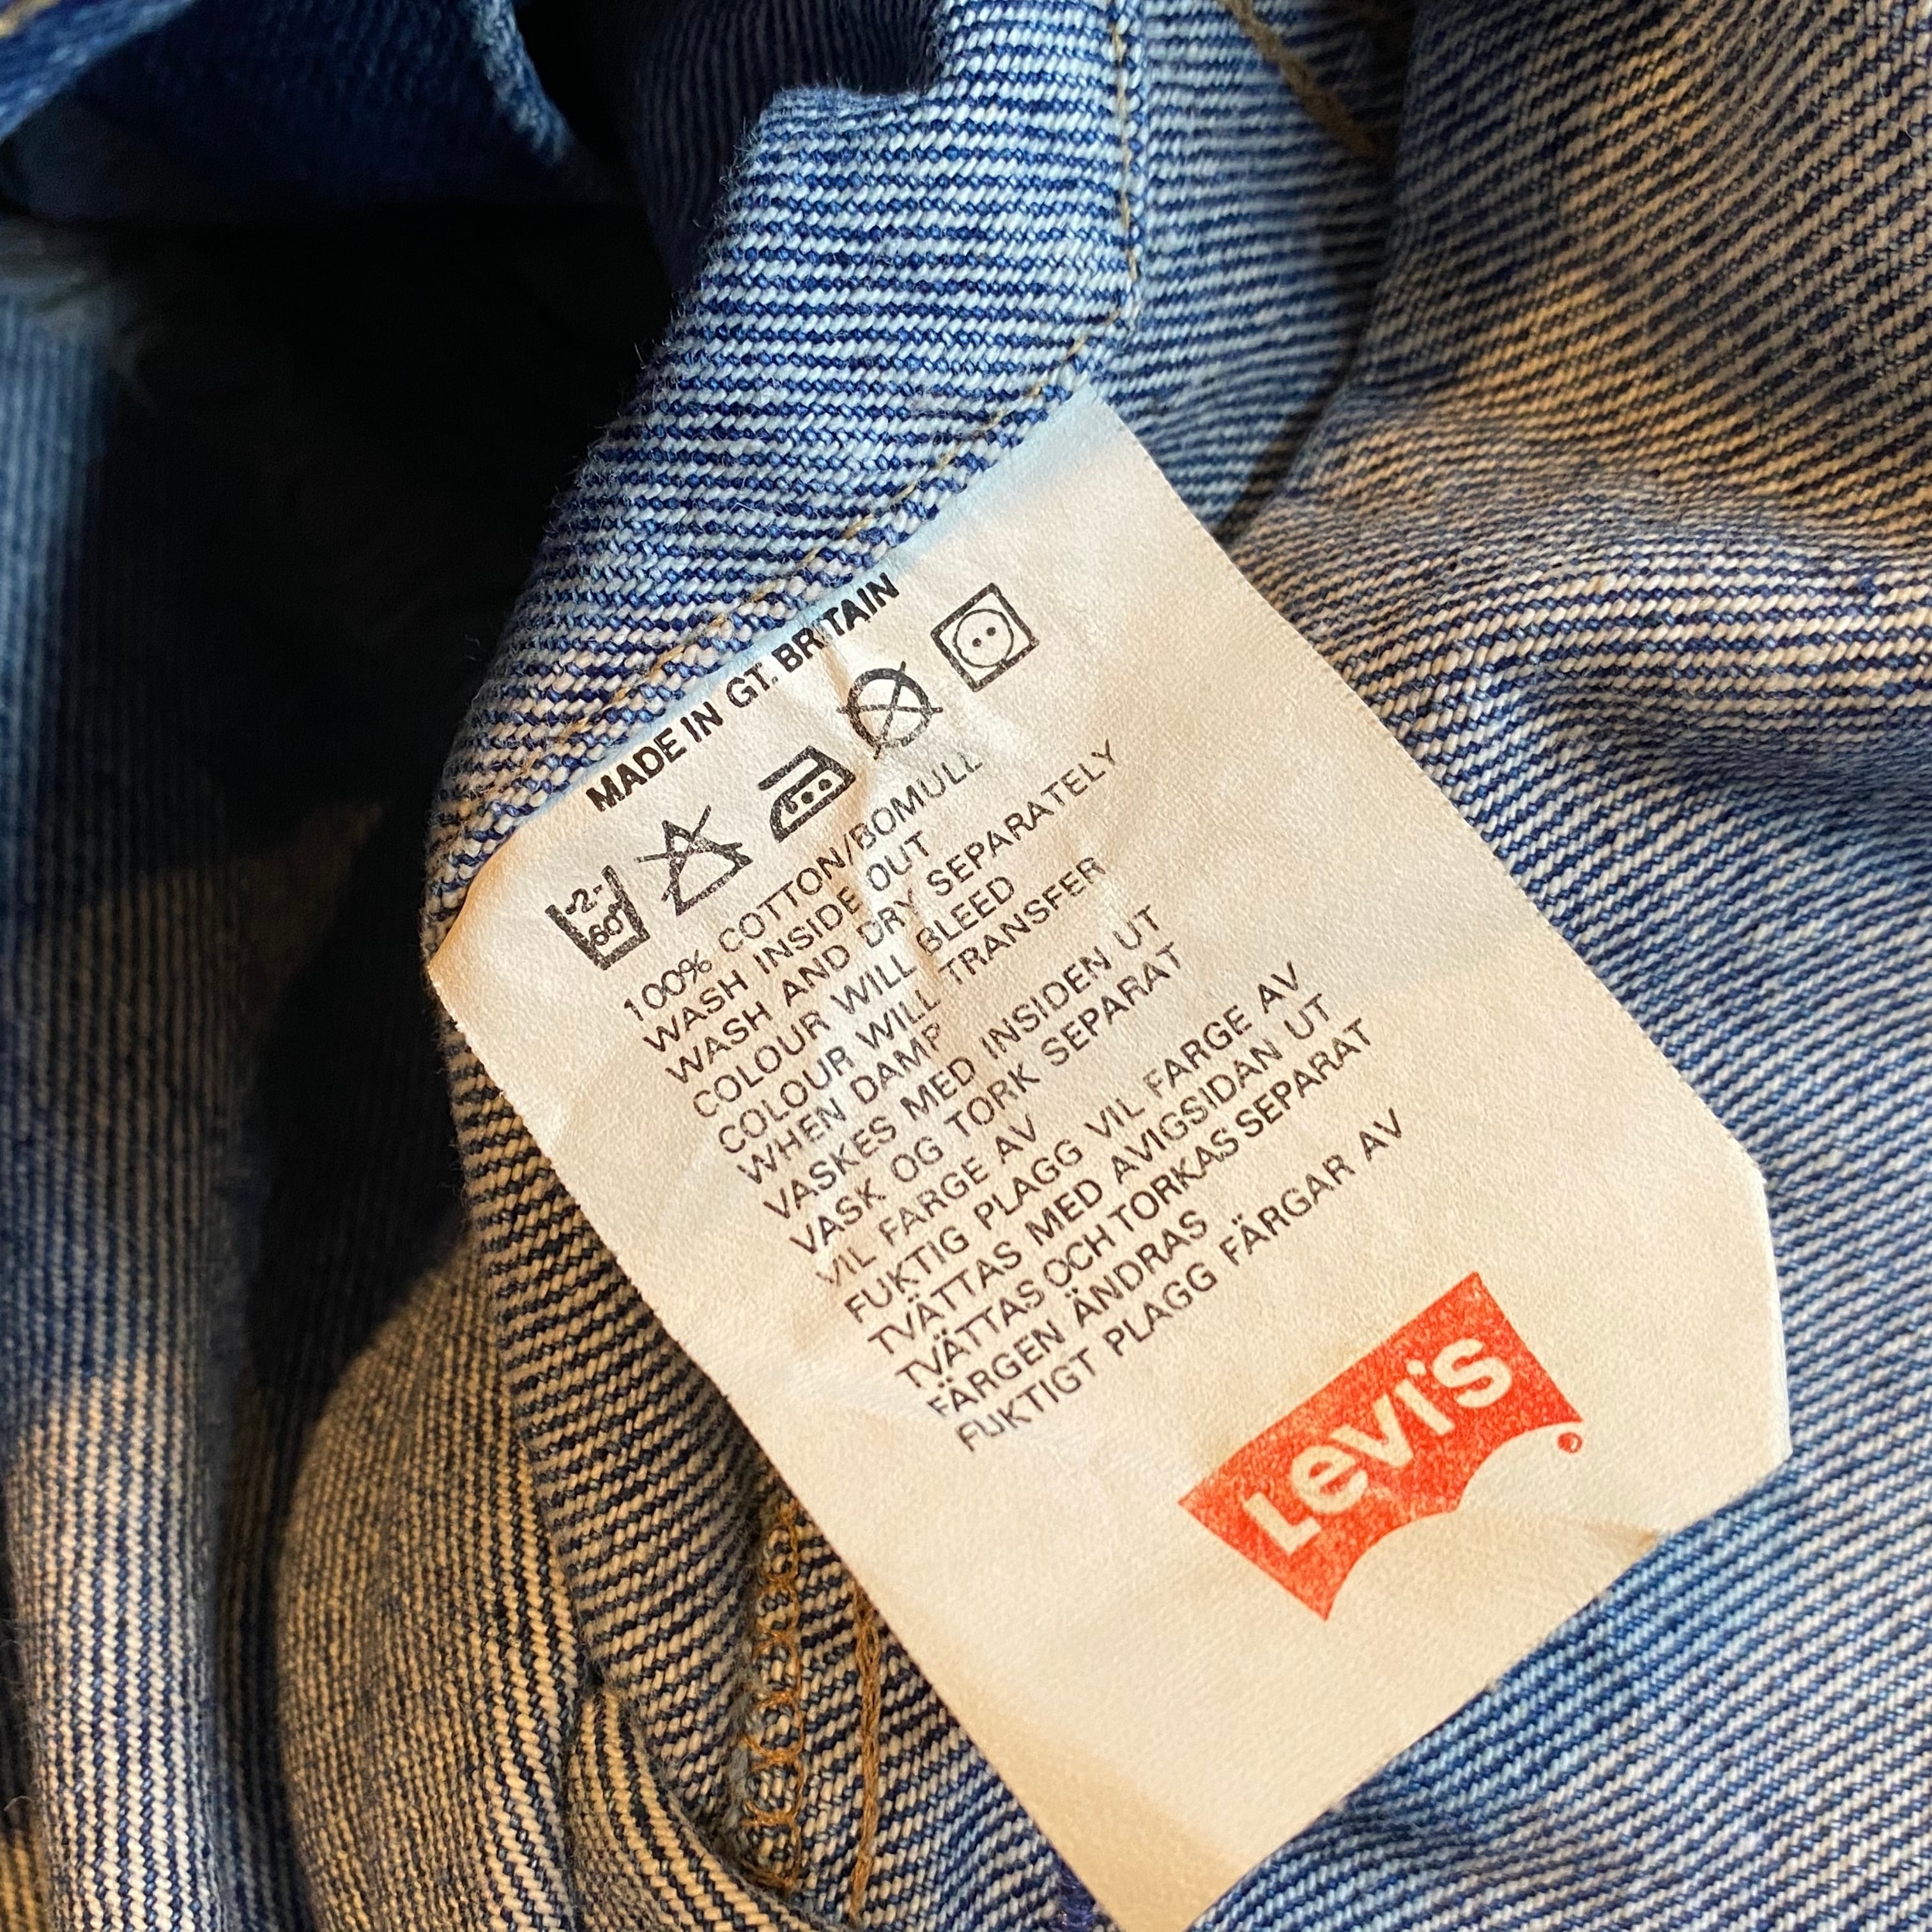 MADE IN GT. BRITAIN
-2-
60°
100% COTTON/BOMULL
WASH INSIDE OUT
WASH AND DRY SEPARATELY
COLOUR WILL BLEED
COLOUR WILL TRANSFER
WHEN DAMP
VASKES MED INSIDEN UT
VASK OG TORK SEPARAT
VIL FARGE AV
FUKTIG PLAGG VIL FARGE AV
TVÄTTAS MED AVIGSIDAN UT
TVÄTTAS OCH TORKAS SEPARAT
FÄRGEN ÄNDRAS
FUKTIGT PLAGG FÄRGAR AV
Levi's